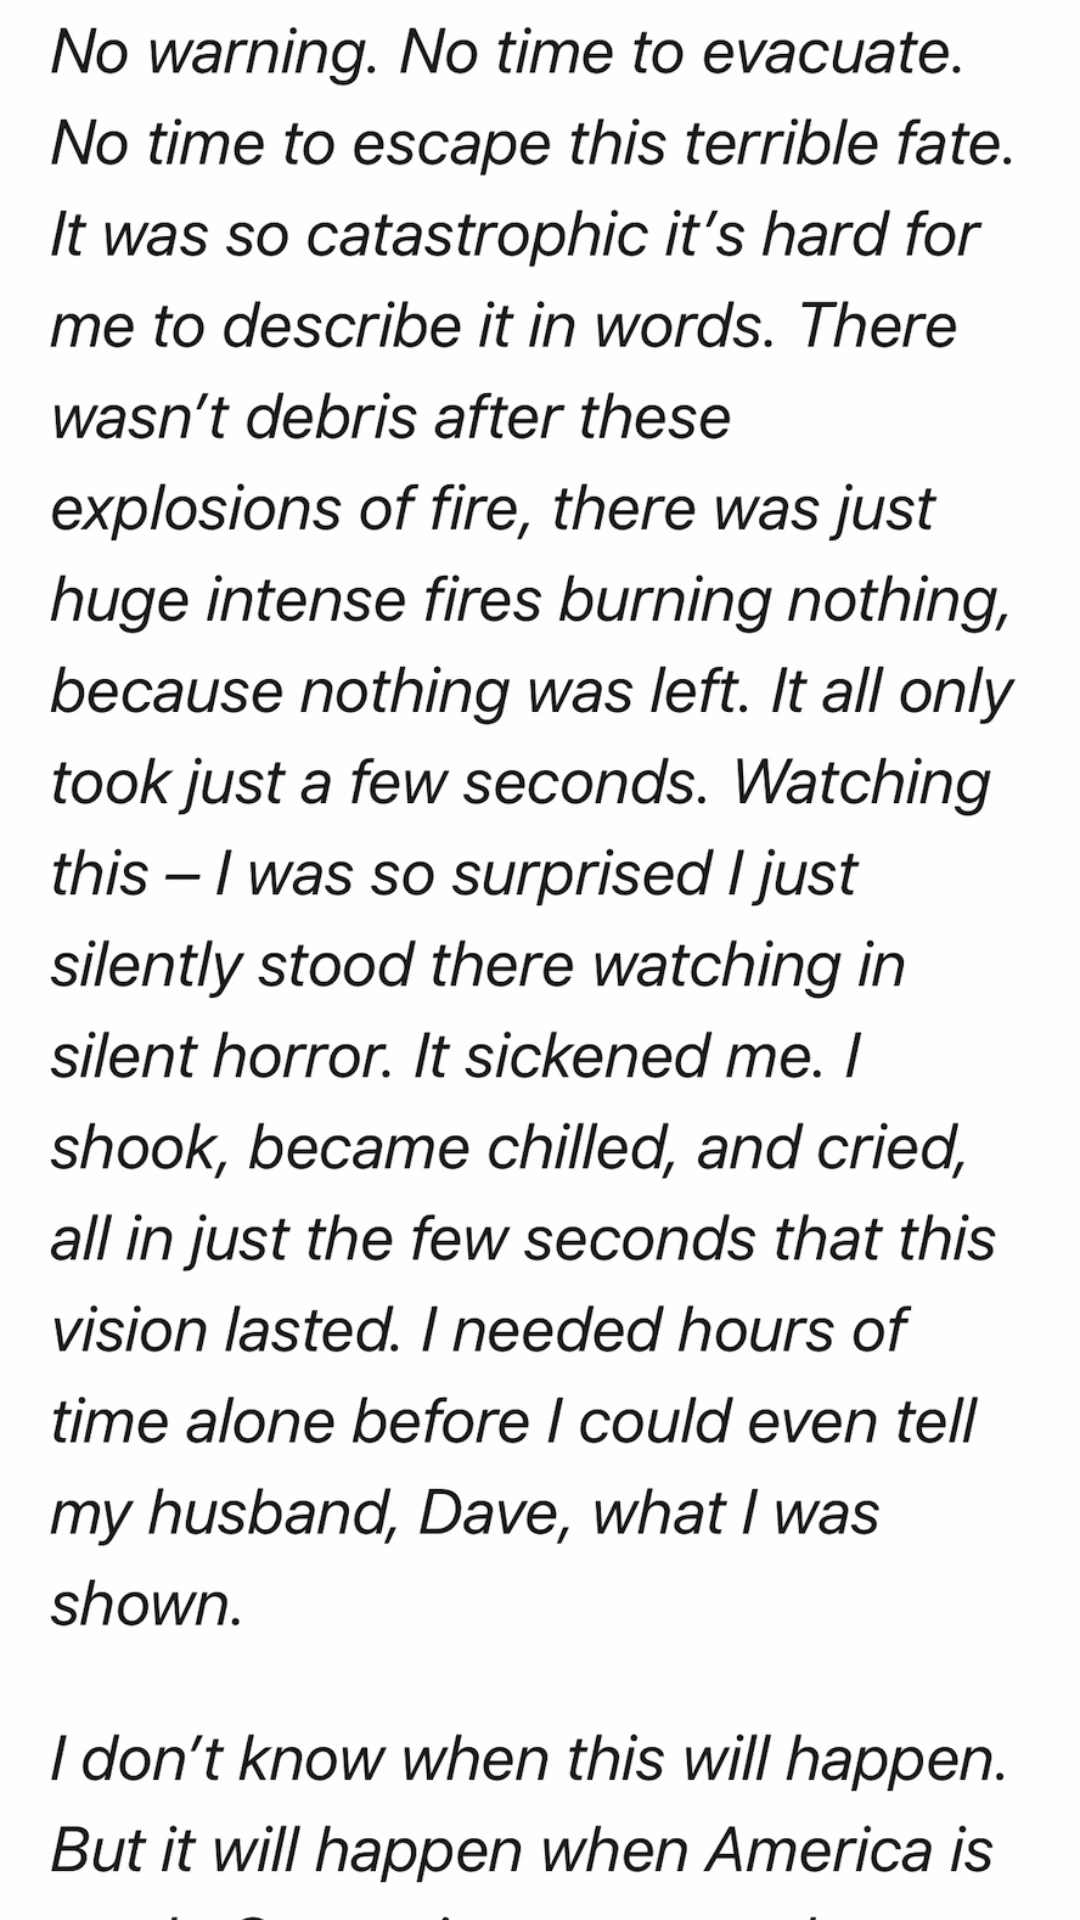 No warning. No time to evacuate.
No time to escape this terrible fate.
It was so catastrophic it’s hard for
me to describe it in words. There
wasn’t debris after these
explosions of fire, there was just
huge intense fires burning nothing,
because nothing was left. It all only
took just a few seconds. Watching
this – I was so surprised I just
silently stood there watching in
silent horror. It sickened me. I
shook, became chilled, and cried,
all in just the few seconds that this
vision lasted. I needed hours of
time alone before I could even tell
my husband, Dave, what I was
shown.
I don’t know when this will happen.
But it will happen when America is